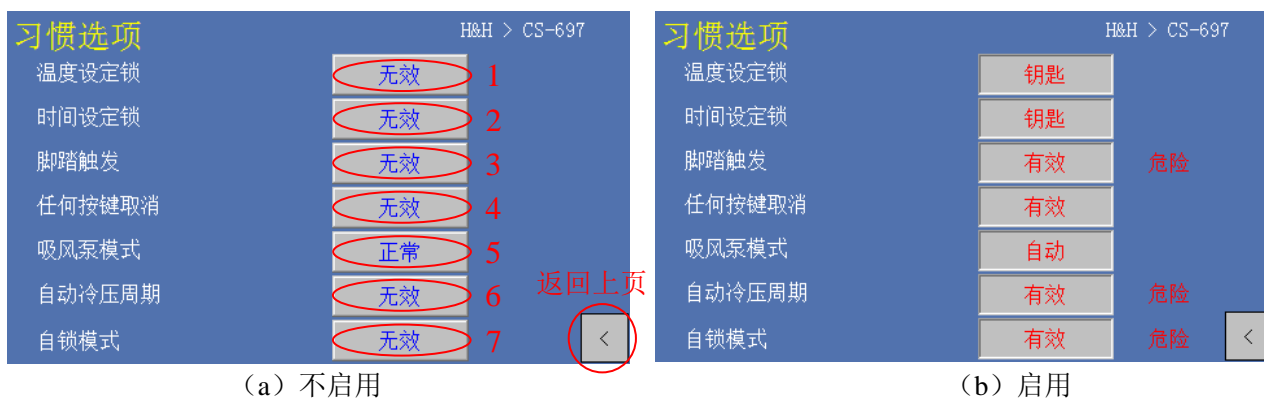 习惯选项 H&H > CS-697
温度设定锁 无效 1
时间设定锁 无效 2
脚踏触发 无效 3
任何按键取消 无效 4
吸风泵模式 正常 5
自动冷压周期 无效 6 返回上页
自锁模式 无效 7 <
(a)不启用
习惯选项 H&H > CS-697
温度设定锁 钥匙
时间设定锁 钥匙
脚踏触发 有效 危险
任何按键取消 有效
吸风泵模式 自动
自动冷压周期 有效 危险
自锁模式 有效 危险 <
(b)启用